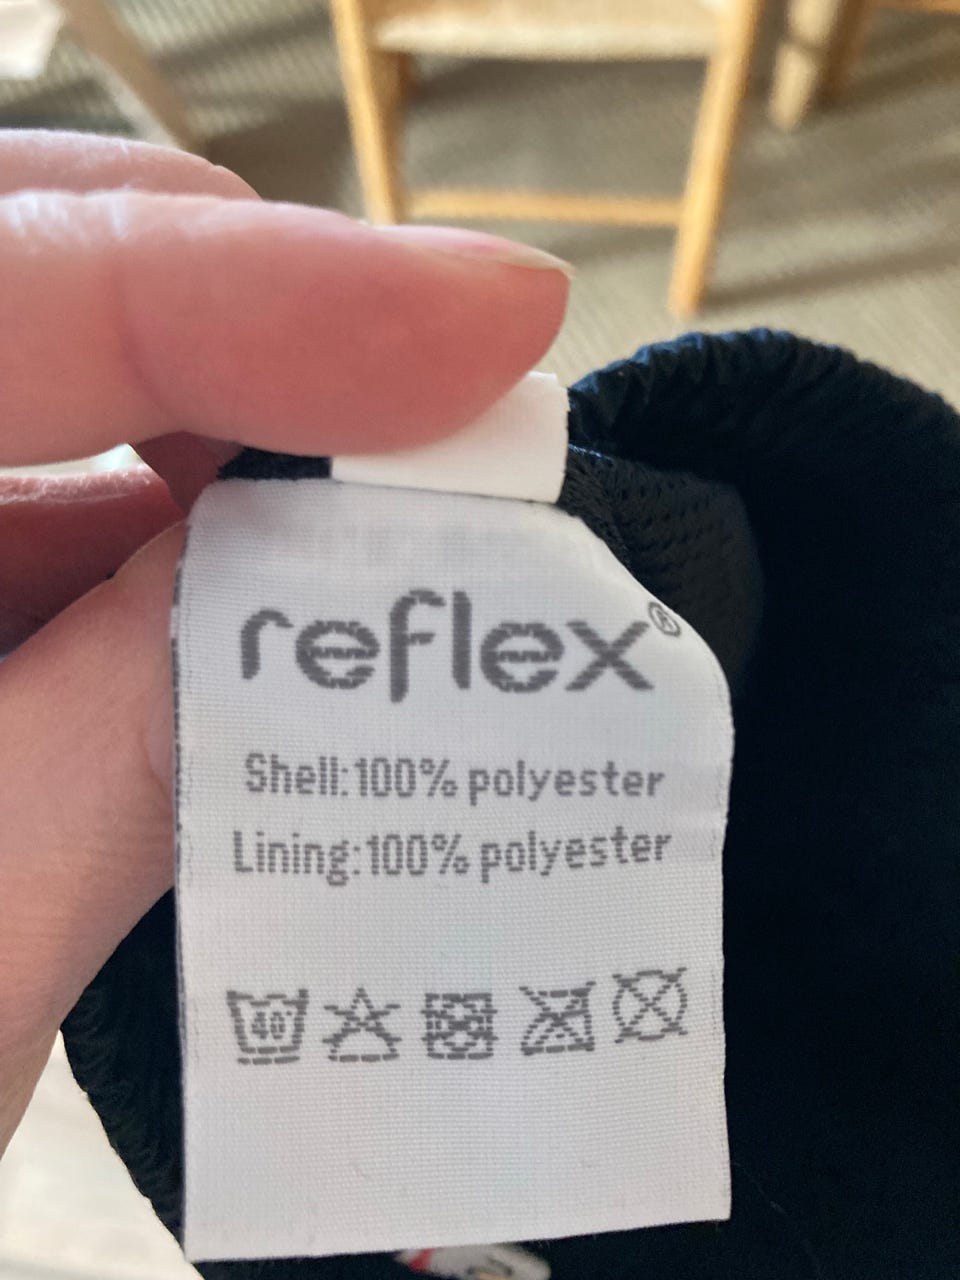 reflex®
Shell:100% polyester
Lining:100% polyester
40°